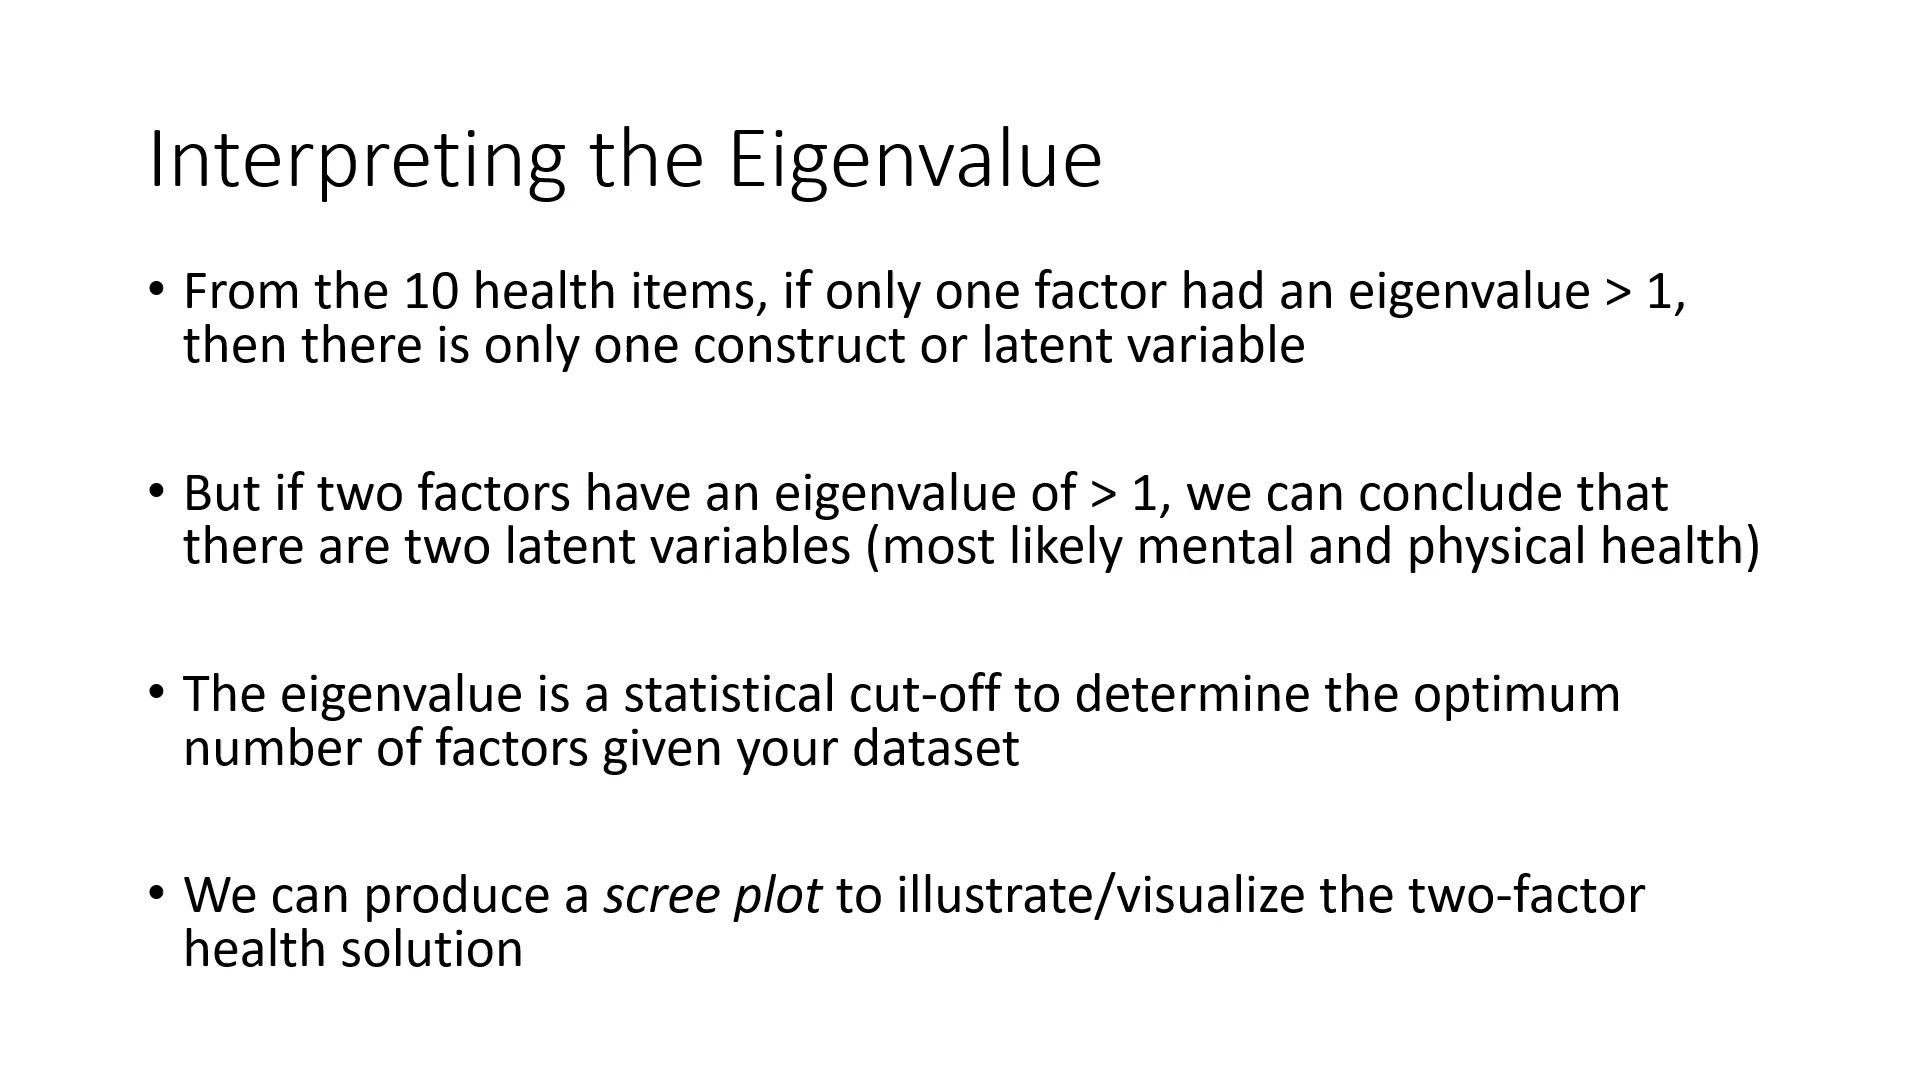 Interpreting the Eigenvalue
• From the 10 health items, if only one factor had an eigenvalue > 1,
then there is only one construct or latent variable
• But if two factors have an eigenvalue of > 1, we can conclude that
there are two latent variables (most likely mental and physical health)
• The eigenvalue is a statistical cut-off to determine the optimum
number of factors given your dataset
• We can produce a scree plot to illustrate/visualize the two-factor
health solution